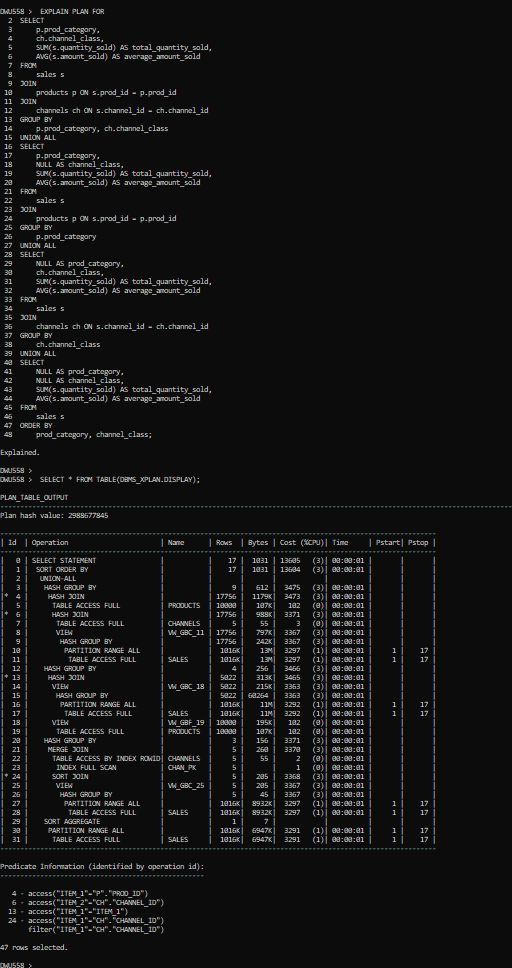 DWU558 >  EXPLAIN PLAN FOR
  2  SELECT
  3      p.prod_category,
  4      ch.channel_class,
  5      SUM(s.quantity_sold) AS total_quantity_sold,
  6      AVG(s.amount_sold) AS average_amount_sold
  7  FROM
  8      sales s
  9  JOIN
 10      products p ON s.prod_id = p.prod_id
 11  JOIN
 12      channels ch ON s.channel_id = ch.channel_id
 13  GROUP BY
 14      p.prod_category, ch.channel_class
 15  UNION ALL
 16  SELECT
 17      p.prod_category,
 18      NULL AS channel_class,
 19      SUM(s.quantity_sold) AS total_quantity_sold,
 20      AVG(s.amount_sold) AS average_amount_sold
 21  FROM
 22      sales s
 23  JOIN
 24      products p ON s.prod_id = p.prod_id
 25  GROUP BY
 26      p.prod_category
 27  UNION ALL
 28  SELECT
 29      NULL AS prod_category,
 30      ch.channel_class,
 31      SUM(s.quantity_sold) AS total_quantity_sold,
 32      AVG(s.amount_sold) AS average_amount_sold
 33  FROM
 34      sales s
 35  JOIN
 36      channels ch ON s.channel_id = ch.channel_id
 37  GROUP BY
 38      ch.channel_class
 39  UNION ALL
 40  SELECT
 41      NULL AS prod_category,
 42      NULL AS channel_class,
 43      SUM(s.quantity_sold) AS total_quantity_sold,
 44      AVG(s.amount_sold) AS average_amount_sold
 45  FROM
 46      sales s
 47  ORDER BY
 48      prod_category, channel_class;
Explained.
DWU558 >
DWU558 >  SELECT * FROM TABLE(DBMS_XPLAN.DISPLAY);
PLAN_TABLE_OUTPUT
Plan hash value: 2988677845
| Id  | Operation | Name | Rows  | Bytes | Cost (%CPU)| Time | Pstart| Pstop |
|   0 | SELECT STATEMENT | | 17 | 1031 | 13605   (3)| 00:00:01 | | |
|   1 |  SORT ORDER BY | | 17 | 1031 | 13604   (3)| 00:00:01 | | |
|   2 |   UNION-ALL | | | | | | | |
|   3 |    HASH GROUP BY | | 9 | 612 | 3475   (3)| 00:00:01 | | |
|*  4 |     HASH JOIN | | 17756 | 1179K| 3473   (3)| 00:00:01 | | |
|   5 |      TABLE ACCESS FULL | PRODUCTS | 10000 | 107K| 102   (0)| 00:00:01 | | |
|*  6 |      HASH JOIN | | 17756 | 988K| 3371   (3)| 00:00:01 | | |
|   7 |       TABLE ACCESS FULL | CHANNELS | 5 | 55 | 3   (0)| 00:00:01 | | |
|   8 |       VIEW | VW_GBC_11 | 17756 | 797K| 3367   (3)| 00:00:01 | | |
|   9 |        HASH GROUP BY | | 17756 | 242K| 3367   (3)| 00:00:01 | | |
|  10 |         PARTITION RANGE ALL | | 1016K| 13M| 3297   (1)| 00:00:01 | 1 | 17 |
|  11 |          TABLE ACCESS FULL | SALES | 1016K| 13M| 3297   (1)| 00:00:01 | 1 | 17 |
|  12 |    HASH GROUP BY | | 4 | 256 | 3466   (3)| 00:00:01 | | |
|* 13 |     HASH JOIN | | 5022 | 313K| 3465   (3)| 00:00:01 | | |
|  14 |      VIEW | VW_GBC_18 | 5022 | 215K| 3363   (3)| 00:00:01 | | |
|  15 |       HASH GROUP BY | | 5022 | 60264 | 3363   (3)| 00:00:01 | | |
|  16 |        PARTITION RANGE ALL | | 1016K| 11M| 3292   (1)| 00:00:01 | 1 | 17 |
|  17 |         TABLE ACCESS FULL | SALES | 1016K| 11M| 3292   (1)| 00:00:01 | 1 | 17 |
|  18 |      VIEW | VW_GBF_19 | 10000 | 195K| 102   (0)| 00:00:01 | | |
|  19 |       TABLE ACCESS FULL | PRODUCTS | 10000 | 107K| 102   (0)| 00:00:01 | | |
|  20 |    HASH GROUP BY | | 3 | 156 | 3371   (3)| 00:00:01 | | |
|  21 |     MERGE JOIN | | 5 | 260 | 3370   (3)| 00:00:01 | | |
|  22 |      TABLE ACCESS BY INDEX ROWID| CHANNELS | 5 | 55 | 2   (0)| 00:00:01 | | |
|  23 |       INDEX FULL SCAN | CHAN_PK | 5 | | 1   (0)| 00:00:01 | | |
|* 24 |      SORT JOIN | | 5 | 205 | 3368   (3)| 00:00:01 | | |
|  25 |       VIEW | VW_GBC_25 | 5 | 205 | 3367   (3)| 00:00:01 | | |
|  26 |        HASH GROUP BY | | 5 | 45 | 3367   (3)| 00:00:01 | | |
|  27 |         PARTITION RANGE ALL | | 1016K| 8932K| 3297   (1)| 00:00:01 | 1 | 17 |
|  28 |          TABLE ACCESS FULL | SALES | 1016K| 8932K| 3297   (1)| 00:00:01 | 1 | 17 |
|  29 |    SORT AGGREGATE | | 1 | 7 | | | | |
|  30 |     PARTITION RANGE ALL | | 1016K| 6947K| 3291   (1)| 00:00:01 | 1 | 17 |
|  31 |      TABLE ACCESS FULL | SALES | 1016K| 6947K| 3291   (1)| 00:00:01 | 1 | 17 |
Predicate Information (identified by operation id):
   4 - access("ITEM_1"="P"."PROD_ID")
   6 - access("ITEM_2"="CH"."CHANNEL_ID")
  13 - access("ITEM_1"="ITEM_1")
  24 - access("ITEM_1"="CH"."CHANNEL_ID")
       filter("ITEM_1"="CH"."CHANNEL_ID")
47 rows selected.
DWU558 >